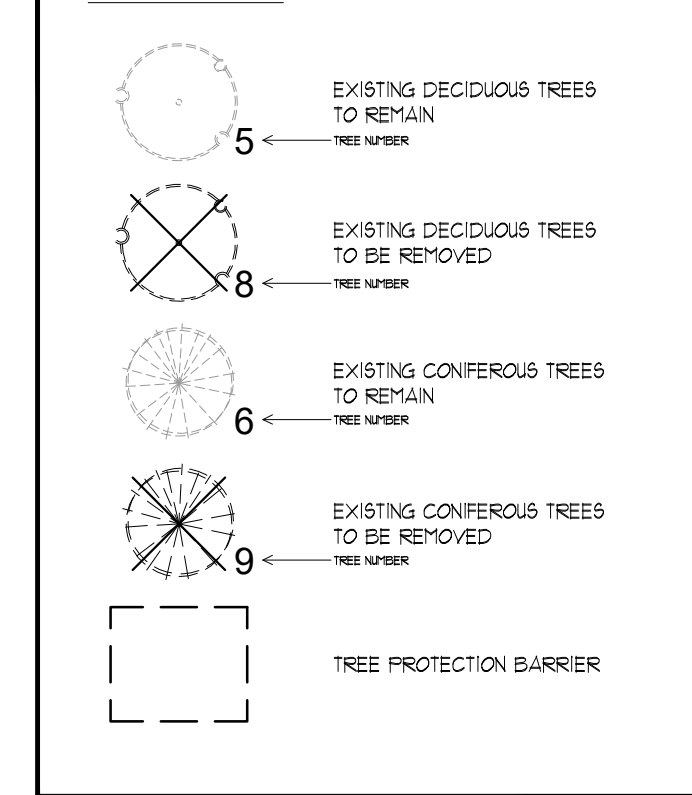 EXISTING DECIDUOUS TREES
TO REMAIN
5 TREE NUMBER
EXISTING DECIDUOUS TREES
TO BE REMOVED
8 TREE NUMBER
EXISTING CONIFEROUS TREES
TO REMAIN
6 TREE NUMBER
EXISTING CONIFEROUS TREES
TO BE REMOVED
9 TREE NUMBER
TREE PROTECTION BARRIER